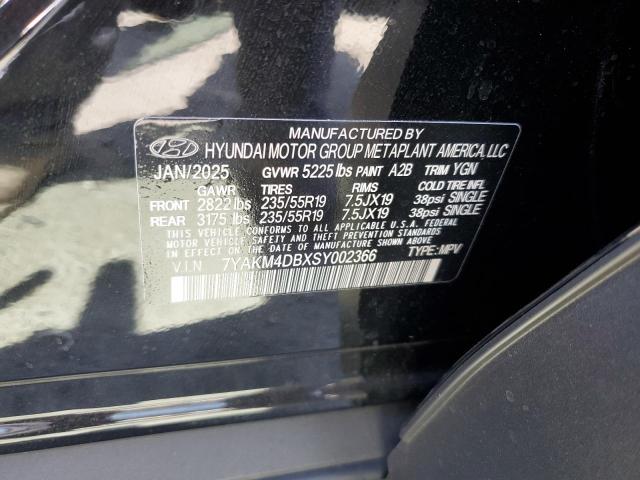 MANUFACTURED BY
HYUNDAI MOTOR GROUP METAPLANT AMERICA, LLC
JAN/2025 GVWR 5225 lbs PAINT A2B TRIM YGN
GAWR TIRES RIMS COLD TIRE INFL
FRONT 2822 lbs 235/55R19 7.5JX19 38psi SINGLE
REAR 3175 lbs 235/55R19 7.5JX19 38psi SINGLE
THIS VEHICLE CONFORMS TO ALL APPLICABLE U.S.A. FEDERAL
MOTOR VEHICLE SAFETY, BUMPER, AND THEFT PREVENTION
STANDARDS IN EFFECT ON THE DATE OF MANUFACTURE SHOWN ABOVE.
V.I.N 7YAKM4DBXSY002366 TYPE: MPV